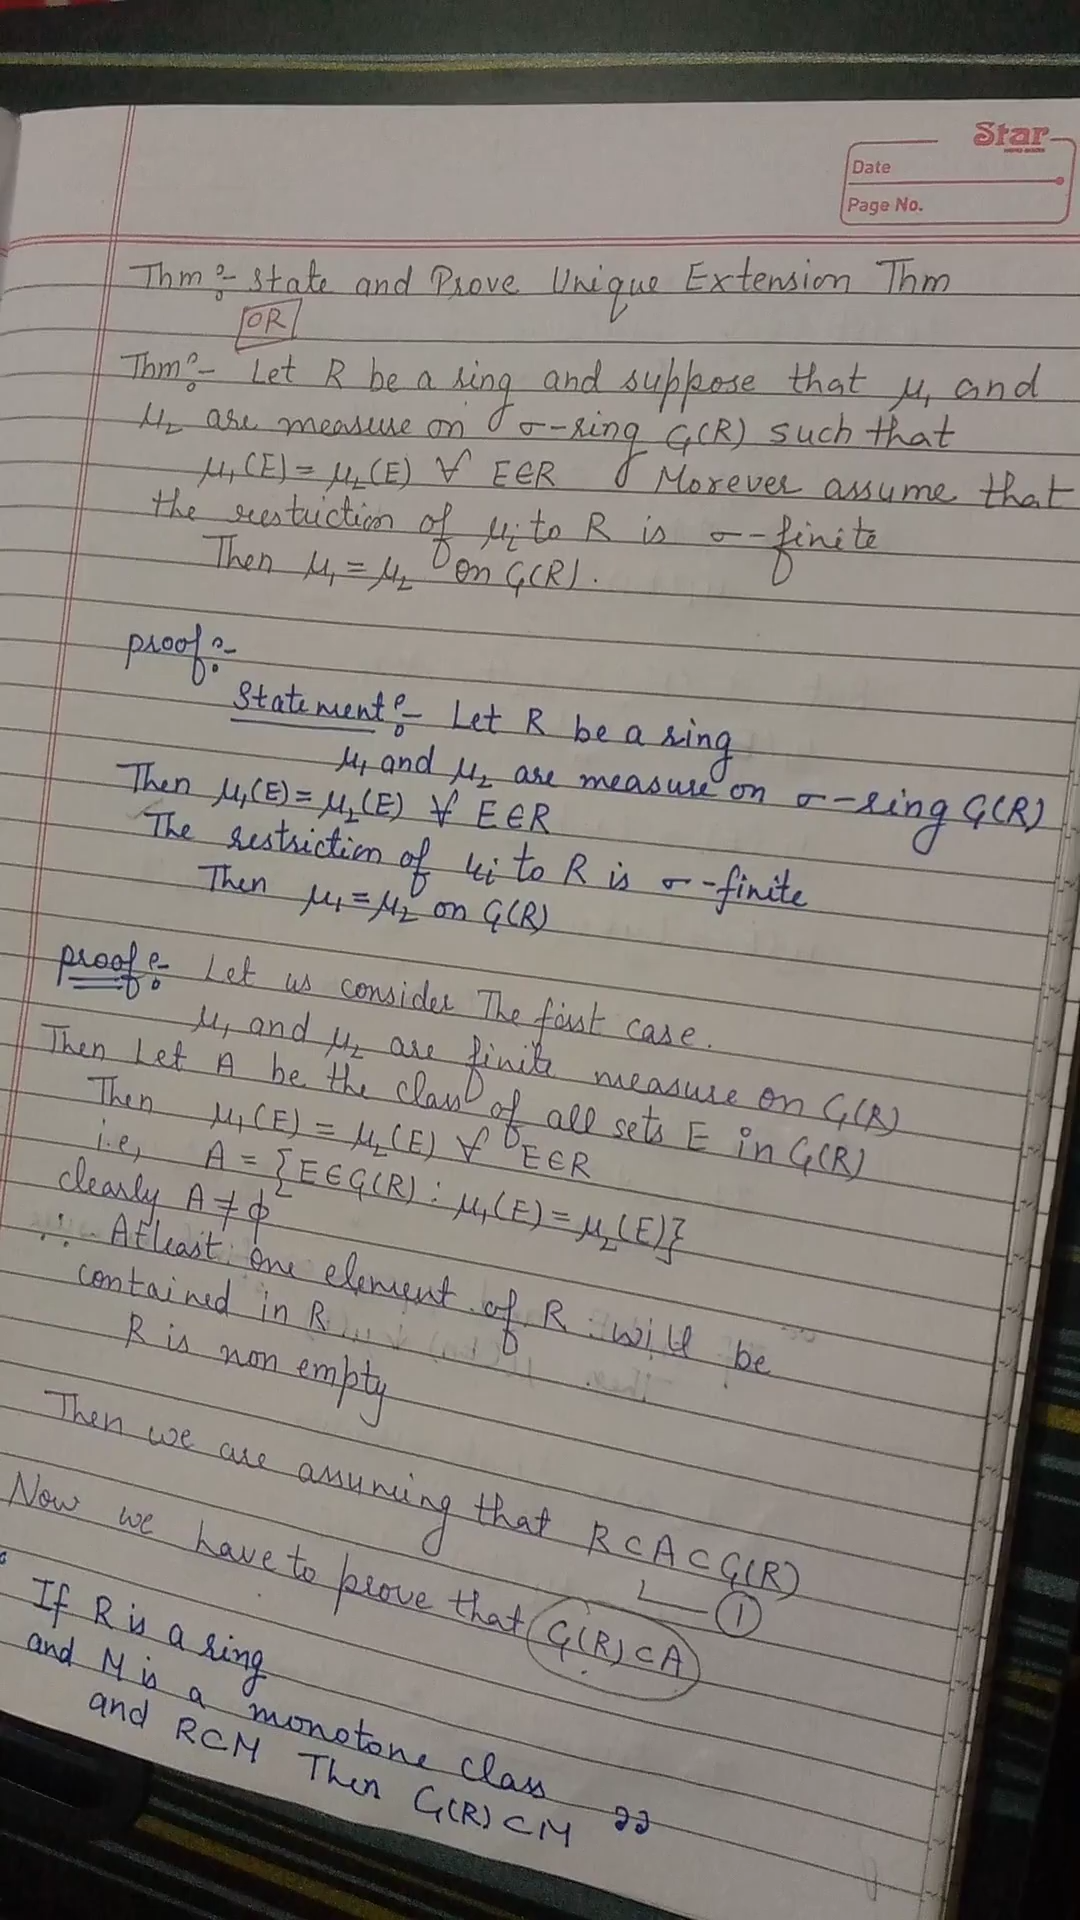 Star
Date
Page No.
Thm:- State and Prove Unique Extension Thm
OR
Thm:- Let R be a ring and suppose that μ₁ and
μ₂ are measure on σ-ring G(R) such that
μ₁(E) = μ₂(E) ∀ E∈R Morever assume that
the restuction of μi to R is σ-finite
Then μ₁ = μ₂ on G(R).
proof:-
Statement:- Let R be a ring
μ₁ and μ₂ are measure on σ-ring G(R)
Then μ₁(E) = μ₂(E) ∀ E∈R
The restriction of μi to R is σ-finite
Then μ₁ = μ₂ on G(R)
proof:- Let us consider The first case.
μ₁ and μ₂ are finite measure on G(R)
Then Let A be the class of all sets E in G(R)
Then μ₁(E) = μ₂(E) ∀ E∈R
i.e, A = {E∈G(R) : μ₁(E) = μ₂(E)}
clearly A ≠ ϕ
∴ Atleast one element of R will be
contained in R
R is non empty
Then we are assuming that R⊂A⊂G(R)
①
Now we have to prove that G(R)⊂A
If R is a ring
and M is a monotone class
and R⊂M Then G(R)⊂M "